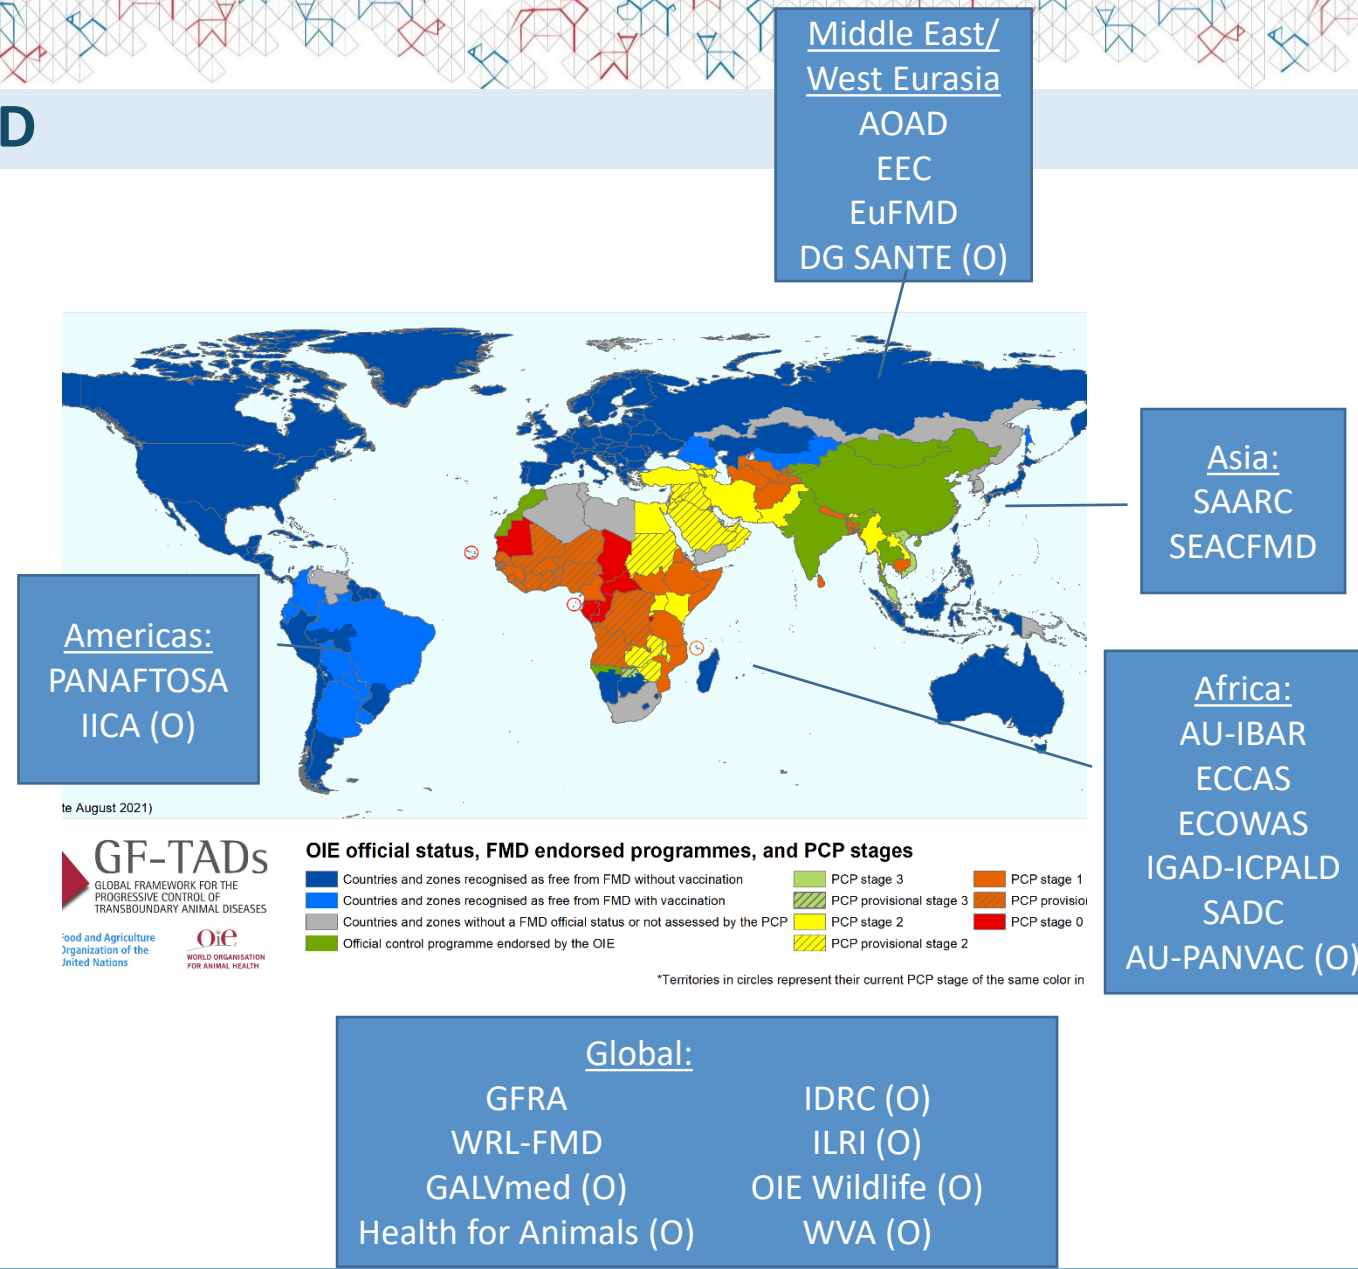 D
Middle East/
West Eurasia
AOAD
EEC
EuFMD
DG SANTE (O)
Asia:
SAARC
SEACFMD
Americas:
PANAFTOSA
IICA (O)
Africa:
AU-IBAR
ECCAS
ECOWAS
IGAD-ICPALD
SADC
AU-PANVAC (O)
te August 2021)
GF-TADs
GLOBAL FRAMEWORK FOR THE
PROGRESSIVE CONTROL OF
TRANSBOUNDARY ANIMAL DISEASES
Food and Agriculture
Organization of the
United Nations
Oie
WORLD ORGANISATION
FOR ANIMAL HEALTH
OIE official status, FMD endorsed programmes, and PCP stages
Countries and zones recognised as free from FMD without vaccination
Countries and zones recognised as free from FMD with vaccination
Countries and zones without a FMD official status or not assessed by the PCP
Official control programme endorsed by the OIE
PCP stage 3
PCP provisional stage 3
PCP stage 2
PCP provisional stage 2
PCP stage 1
PCP provision
PCP stage 0
*Territories in circles represent their current PCP stage of the same color in
Global:
GFRA IDRC (O)
WRL-FMD ILRI (O)
GALVmed (O) OIE Wildlife (O)
Health for Animals (O) WVA (O)